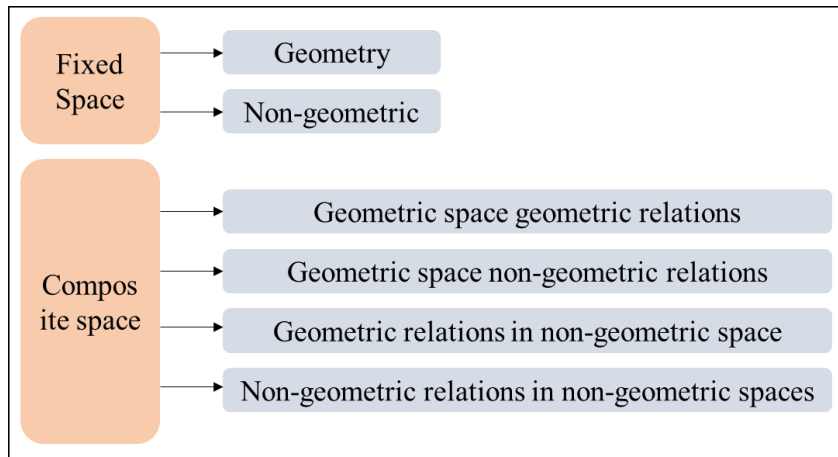 Fixed
Space
Geometry
Non-geometric
Compos
ite space
Geometric space geometric relations
Geometric space non-geometric relations
Geometric relations in non-geometric space
Non-geometric relations in non-geometric spaces